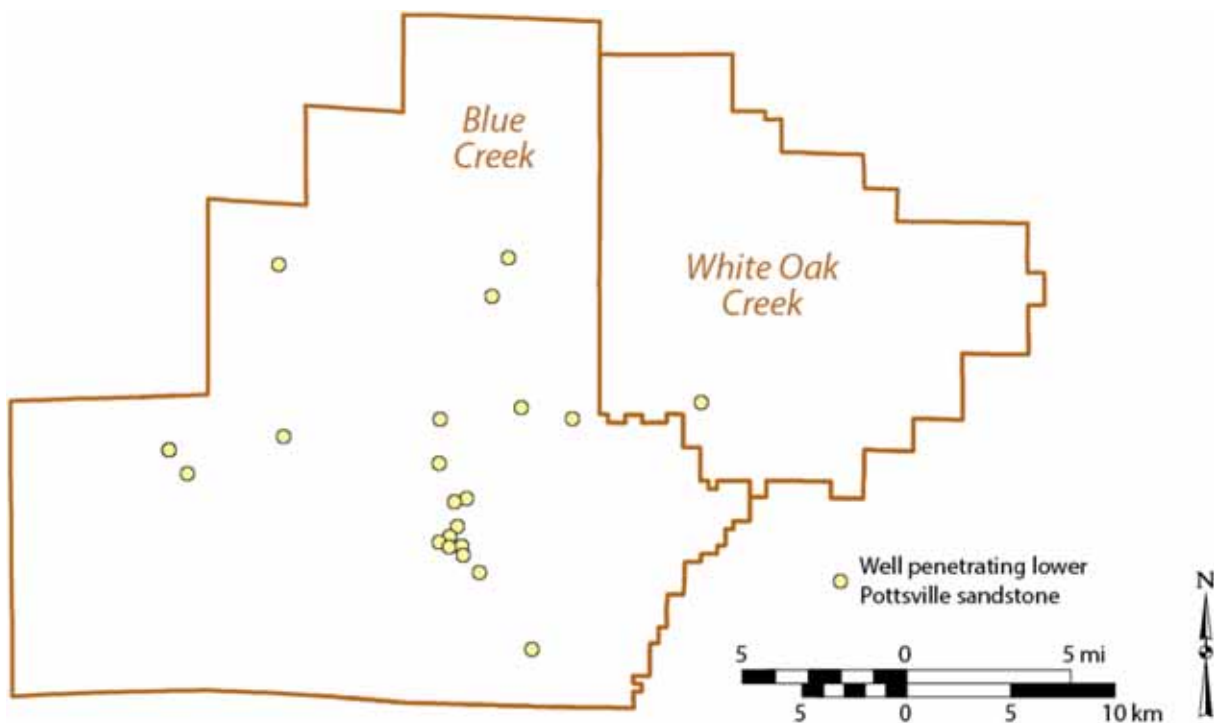 Blue
Creek
White Oak
Creek
Well penetrating lower
Pottsville sandstone
N
5 0 5 mi
5 0 5 10 km